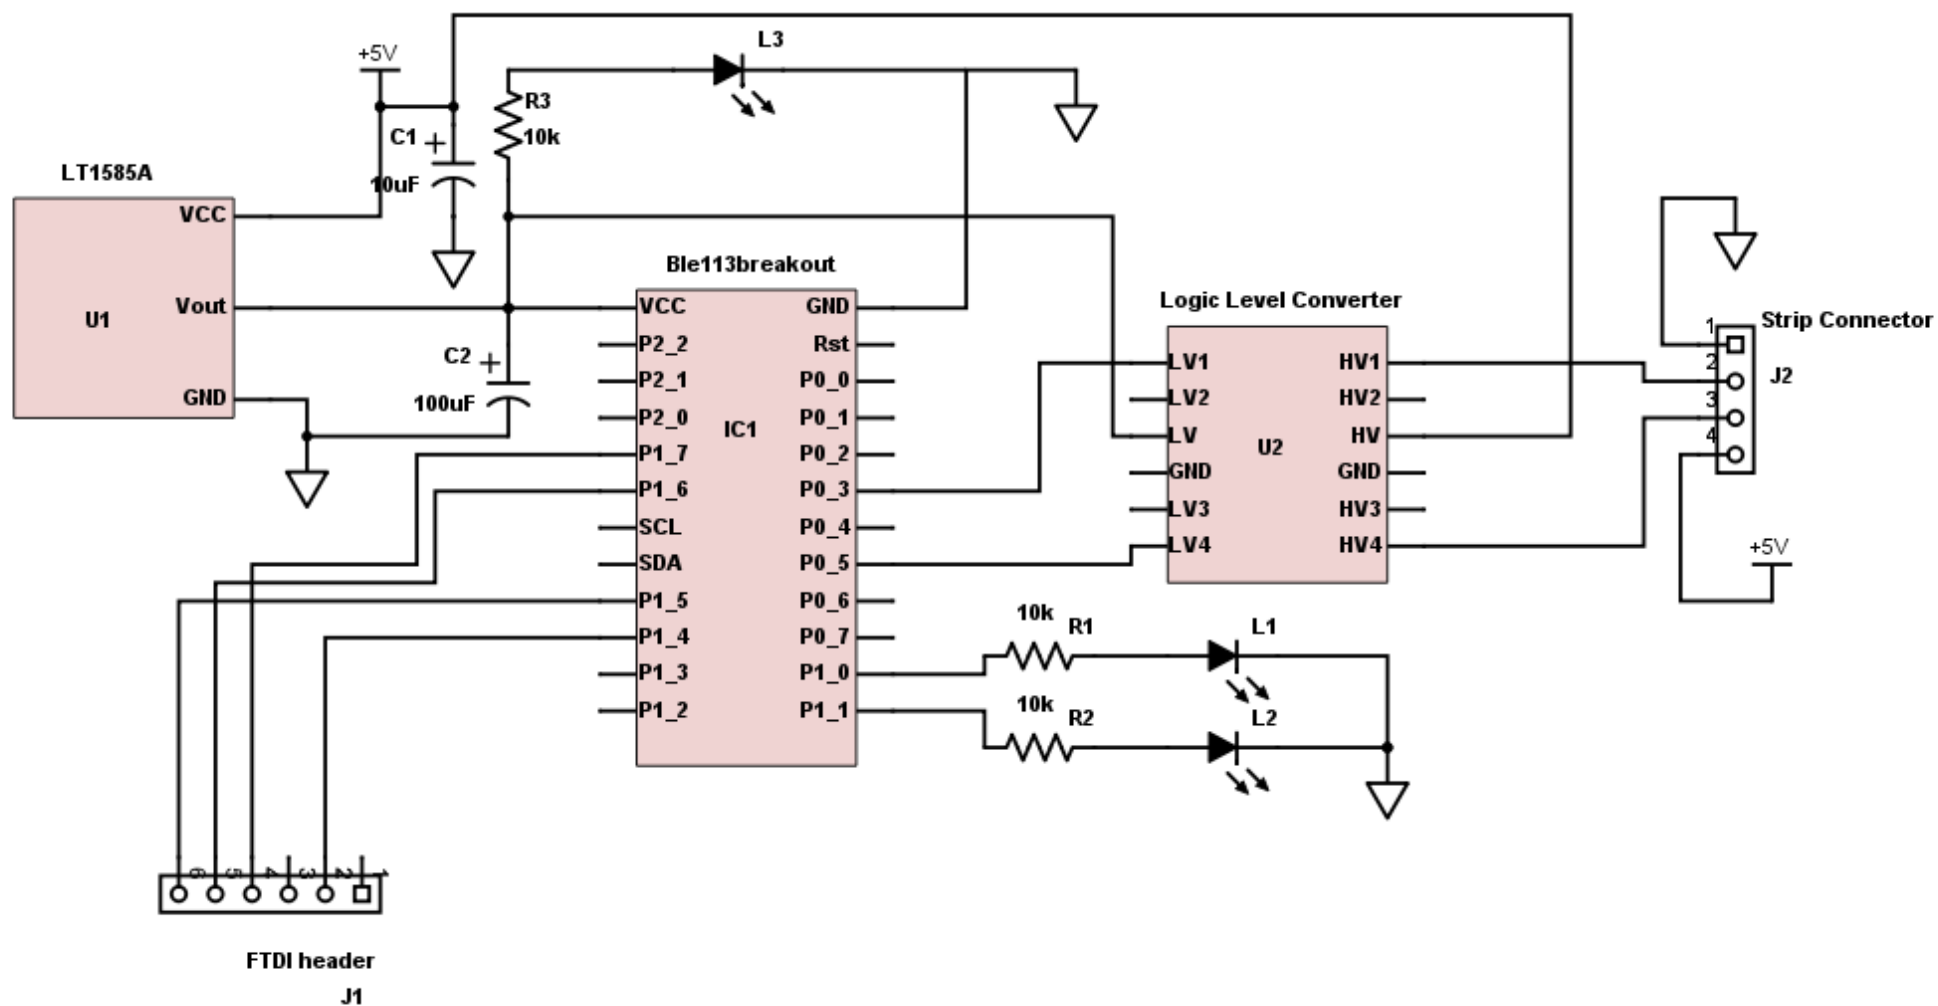 +5V
L3
R3
10k
C1
10uF
LT1585A
VCC
Vout
GND
U1
C2
100uF
Ble113breakout
VCC
P2_2
P2_1
P2_0
P1_7
P1_6
SCL
SDA
P1_5
P1_4
P1_3
P1_2
IC1
GND
Rst
P0_0
P0_1
P0_2
P0_3
P0_4
P0_5
P0_6
P0_7
P1_0
P1_1
Logic Level Converter
LV1
LV2
LV
GND
LV3
LV4
U2
HV1
HV2
HV
GND
HV3
HV4
Strip Connector
1
2
3
4
J2
+5V
10k
R1
L1
10k
R2
L2
6
5
4
3
2
1
FTDI header
J1